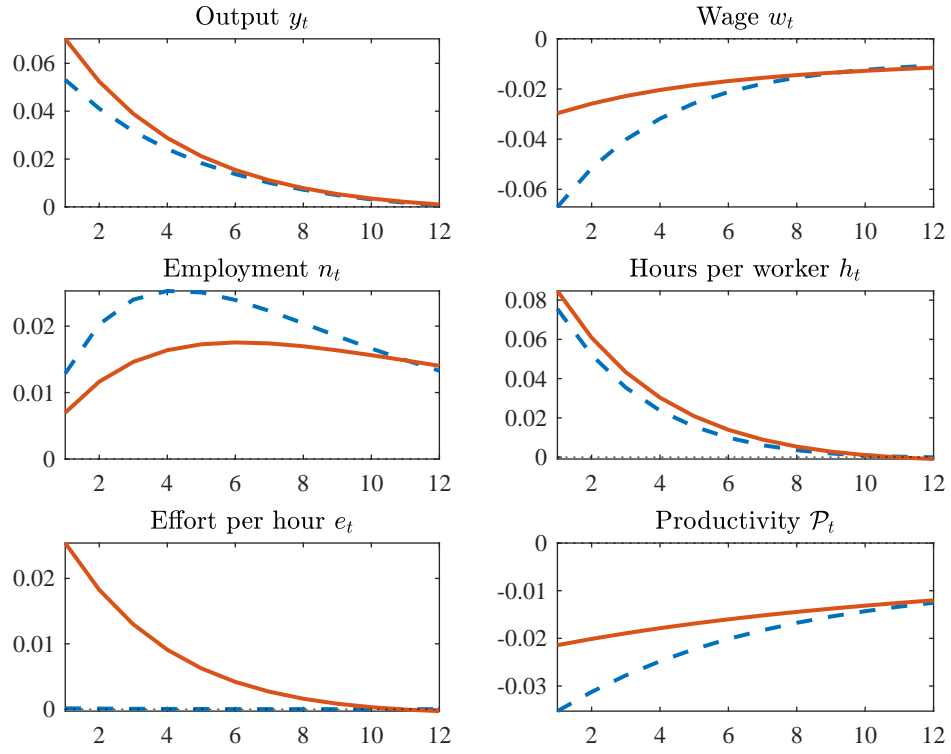 Output y_t
0.06
0.04
0.02
0
2 4 6 8 10 12
Wage w_t
0
-0.02
-0.04
-0.06
2 4 6 8 10 12
Employment n_t
0.02
0.01
0
2 4 6 8 10 12
Hours per worker h_t
0.08
0.06
0.04
0.02
0
2 4 6 8 10 12
Effort per hour e_t
0.02
0.01
0
2 4 6 8 10 12
Productivity 𝒫_t
0
-0.01
-0.02
-0.03
2 4 6 8 10 12